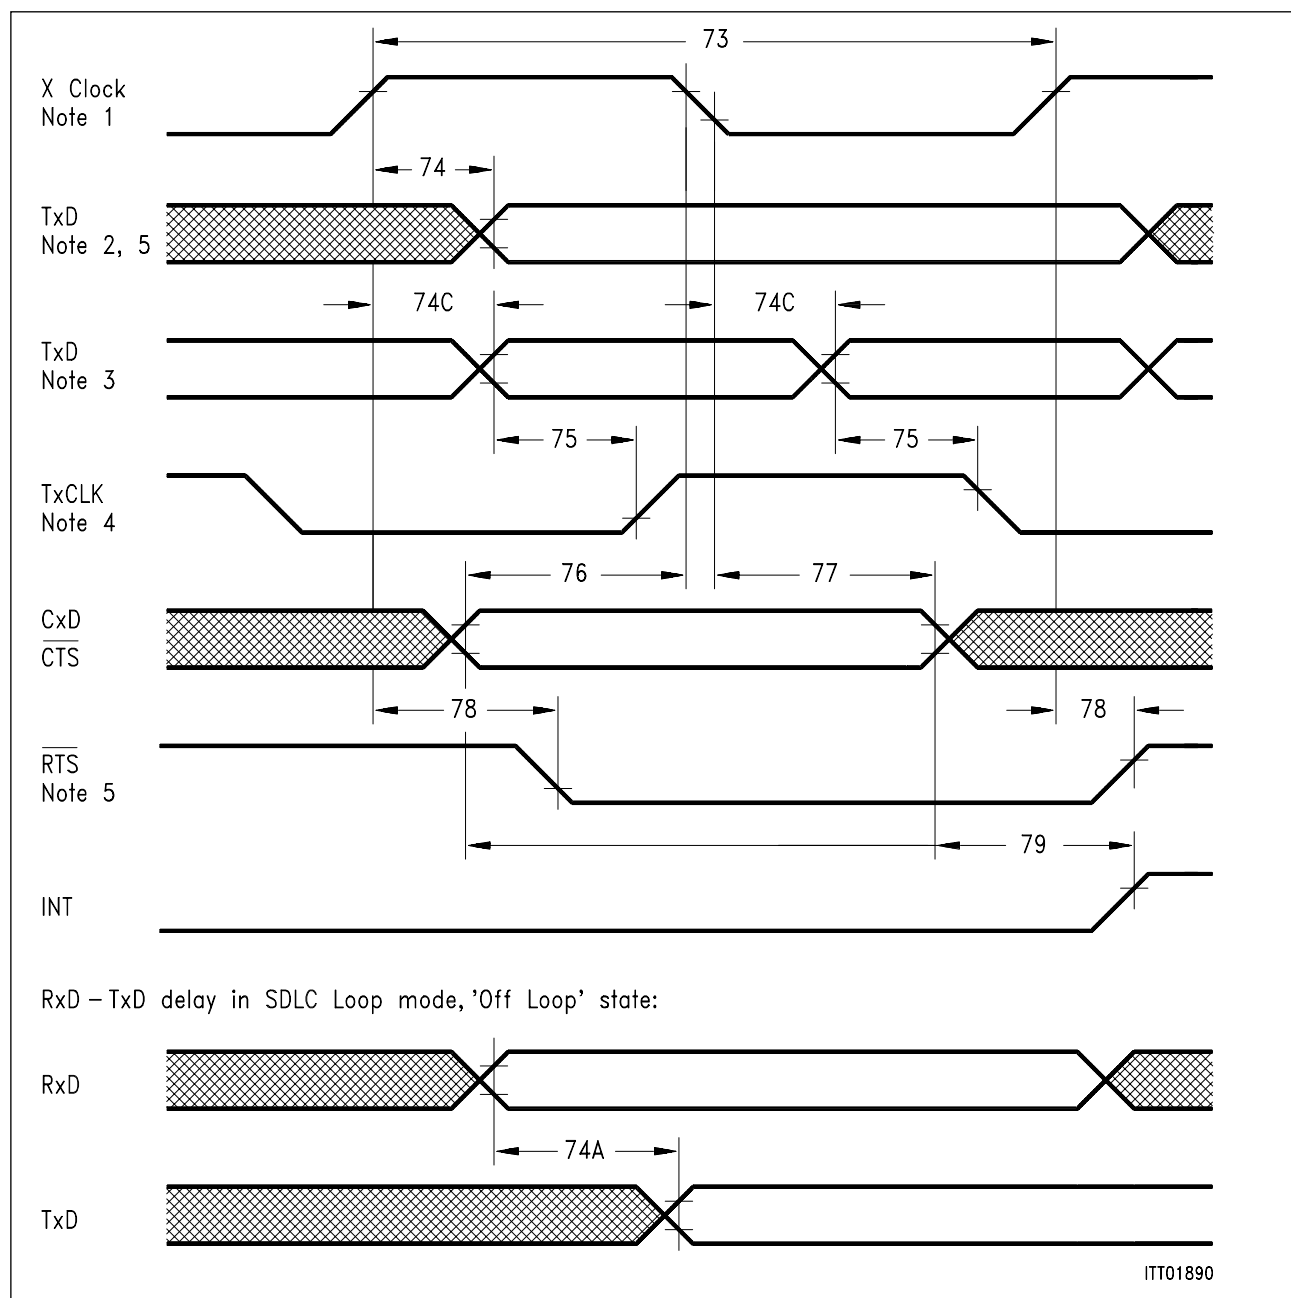 73
X Clock
Note 1
74
TxD
Note 2, 5
74C 74C
TxD
Note 3
75 75
TxCLK
Note 4
76 77
CxD
CTS
78 78
RTS
Note 5
79
INT
RxD – TxD delay in SDLC Loop mode, 'Off Loop' state:
RxD
74A
TxD
ITT01890